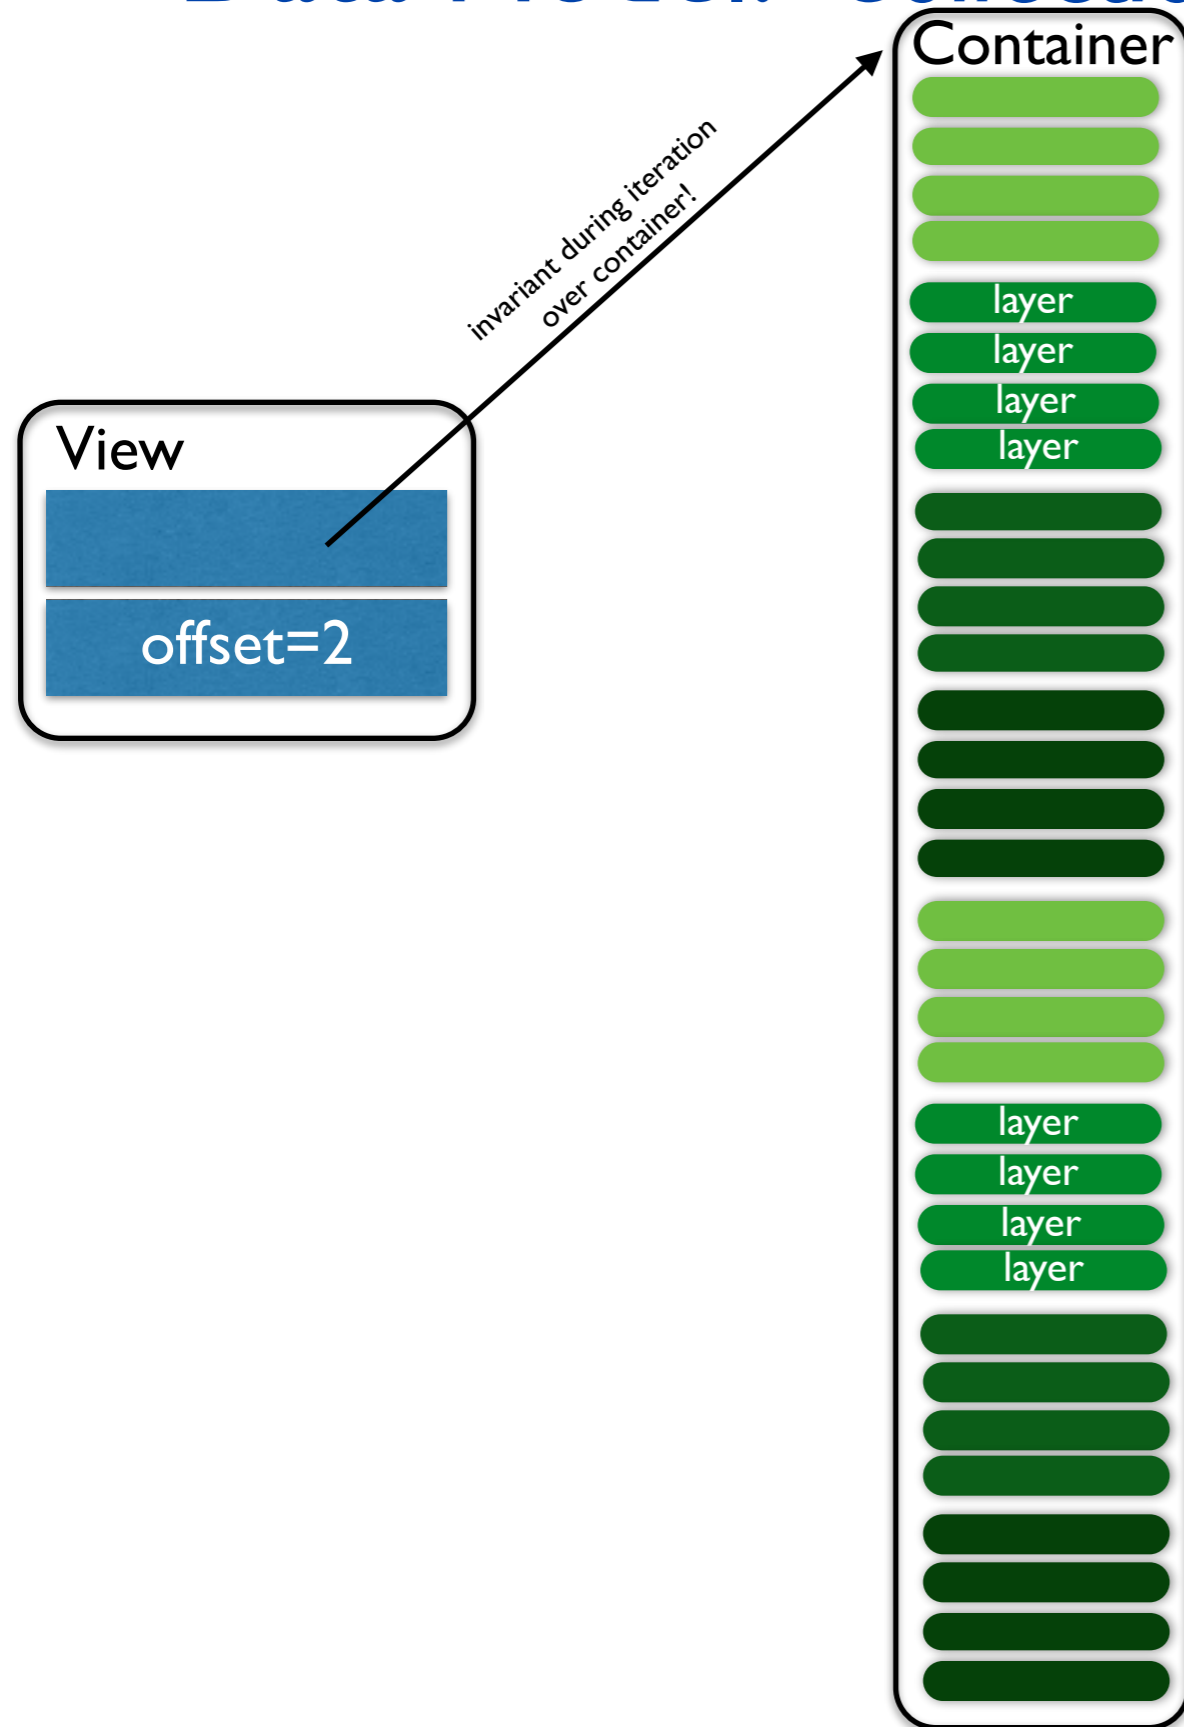 Container
invariant during iteration
over container!
layer
layer
layer
layer
View
offset=2
layer
layer
layer
layer